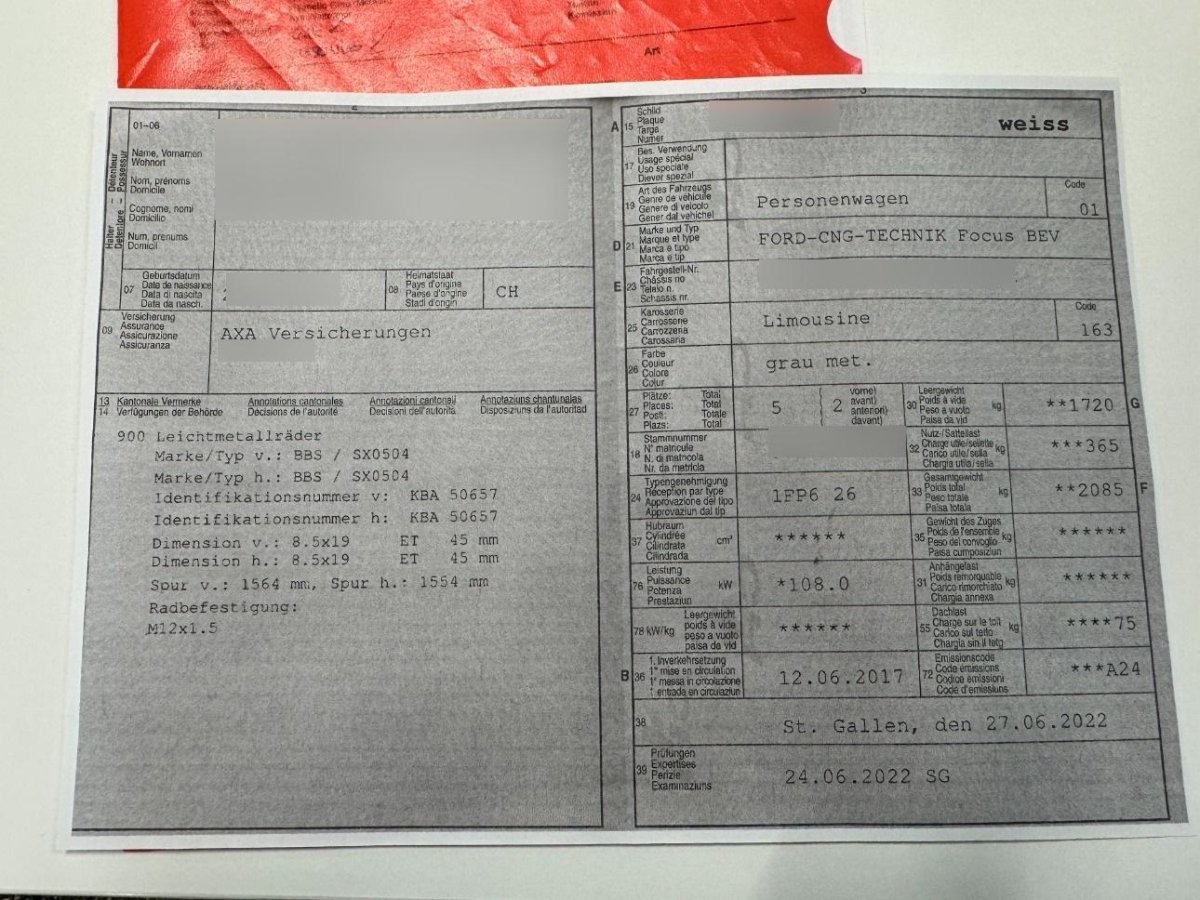 Art
2
01–06
Name, Vornamen
Wohnort
Nom, prénoms
Domicile
Cognome, nomi
Domicilio
Num, prenums
Domicil
Halter – Détenteur
Detentore – Possessur
07
Geburtsdatum
Date de naissance
Data di nascita
Data da nasch.
08
Heimatstaat
Pays d'origine
Paese d'origine
Stadi d'origin
CH
09
Versicherung
Assurance
Assicurazione
Assicuranza
AXA Versicherungen
13 Kantonale Vermerke Annotations cantonales Annotazioni cantonali Annotaziuns chantunalas
14 Verfügungen der Behörde Décisions de l'autorité Decisioni dell'autorità Disposiziuns da l'autoritad
900 Leichtmetallräder
Marke/Typ v.: BBS / SX0504
Marke/Typ h.: BBS / SX0504
Identifikationsnummer v: KBA 50657
Identifikationsnummer h: KBA 50657
Dimension v.: 8.5x19 ET 45 mm
Dimension h.: 8.5x19 ET 45 mm
Spur v.: 1564 mm, Spur h.: 1554 mm
Radbefestigung:
M12x1.5
3
A 15
Schild
Plaque
Targa
Numer
weiss
17
Bes. Verwendung
Usage spécial
Uso speciale
Diever spezial
19
Art des Fahrzeugs
Genre de véhicule
Genere di veicolo
Gener dal vehichel
Personenwagen
Code
01
D 21
Marke und Typ
Marque et type
Marca e tipo
Marca e tip
FORD-CNG-TECHNIK Focus BEV
E 23
Fahrgestell-Nr.
Châssis no
Telaio n.
Schassis nr.
25
Karosserie
Carrosserie
Carrozzeria
Carossaria
Limousine
Code
163
26
Farbe
Couleur
Colore
Colur
grau met.
27
Plätze: Total
Places: Total
Posti: Totale
Plazs: Total
5
2
vorne)
avant)
anteriori)
davant)
30
Leergewicht
Poids à vide
Peso a vuoto
Paisa da vid
kg
**1720
G
18
Stammnummer
N° matricule
N. di matricola
Nr. da matricla
32
Nutz-/Sattellast
Charge utile/sellette
Carico utile/sella
Chargia utila/sella
kg
***365
24
Typengenehmigung
Réception par type
Approvazione del tipo
Approvaziun dal tip
1FP6 26
33
Gesamtgewicht
Poids total
Peso totale
Paisa totala
kg
**2085
F
37
Hubraum
Cylindrée
Cilindrata
Cilindrada
cm³
******
35
Gewicht des Zuges
Poids de l'ensemble
Peso del convoglio
Paisa cumposiziun
kg
******
76
Leistung
Puissance
Potenza
Prestaziun
kW
*108.0
31
Anhängelast
Poids remorquable
Carico rimorchiato
Chargia annexa
kg
******
78 kW/kg
Leergewicht
poids à vide
peso a vuoto
paisa da vid
******
55
Dachlast
Charge sur le toit
Carico sul tetto
Chargia sin il tetg
kg
****75
B 36
1. Inverkehrsetzung
1re mise en circulation
1a messa in circolazione
1. entrada en circulaziun
12.06.2017
72
Emissionscode
Code émissions
Codice emissioni
Code d'emissiuns
***A24
38
St. Gallen, den 27.06.2022
39
Prüfungen
Expertises
Perizie
Examinaziuns
24.06.2022 SG